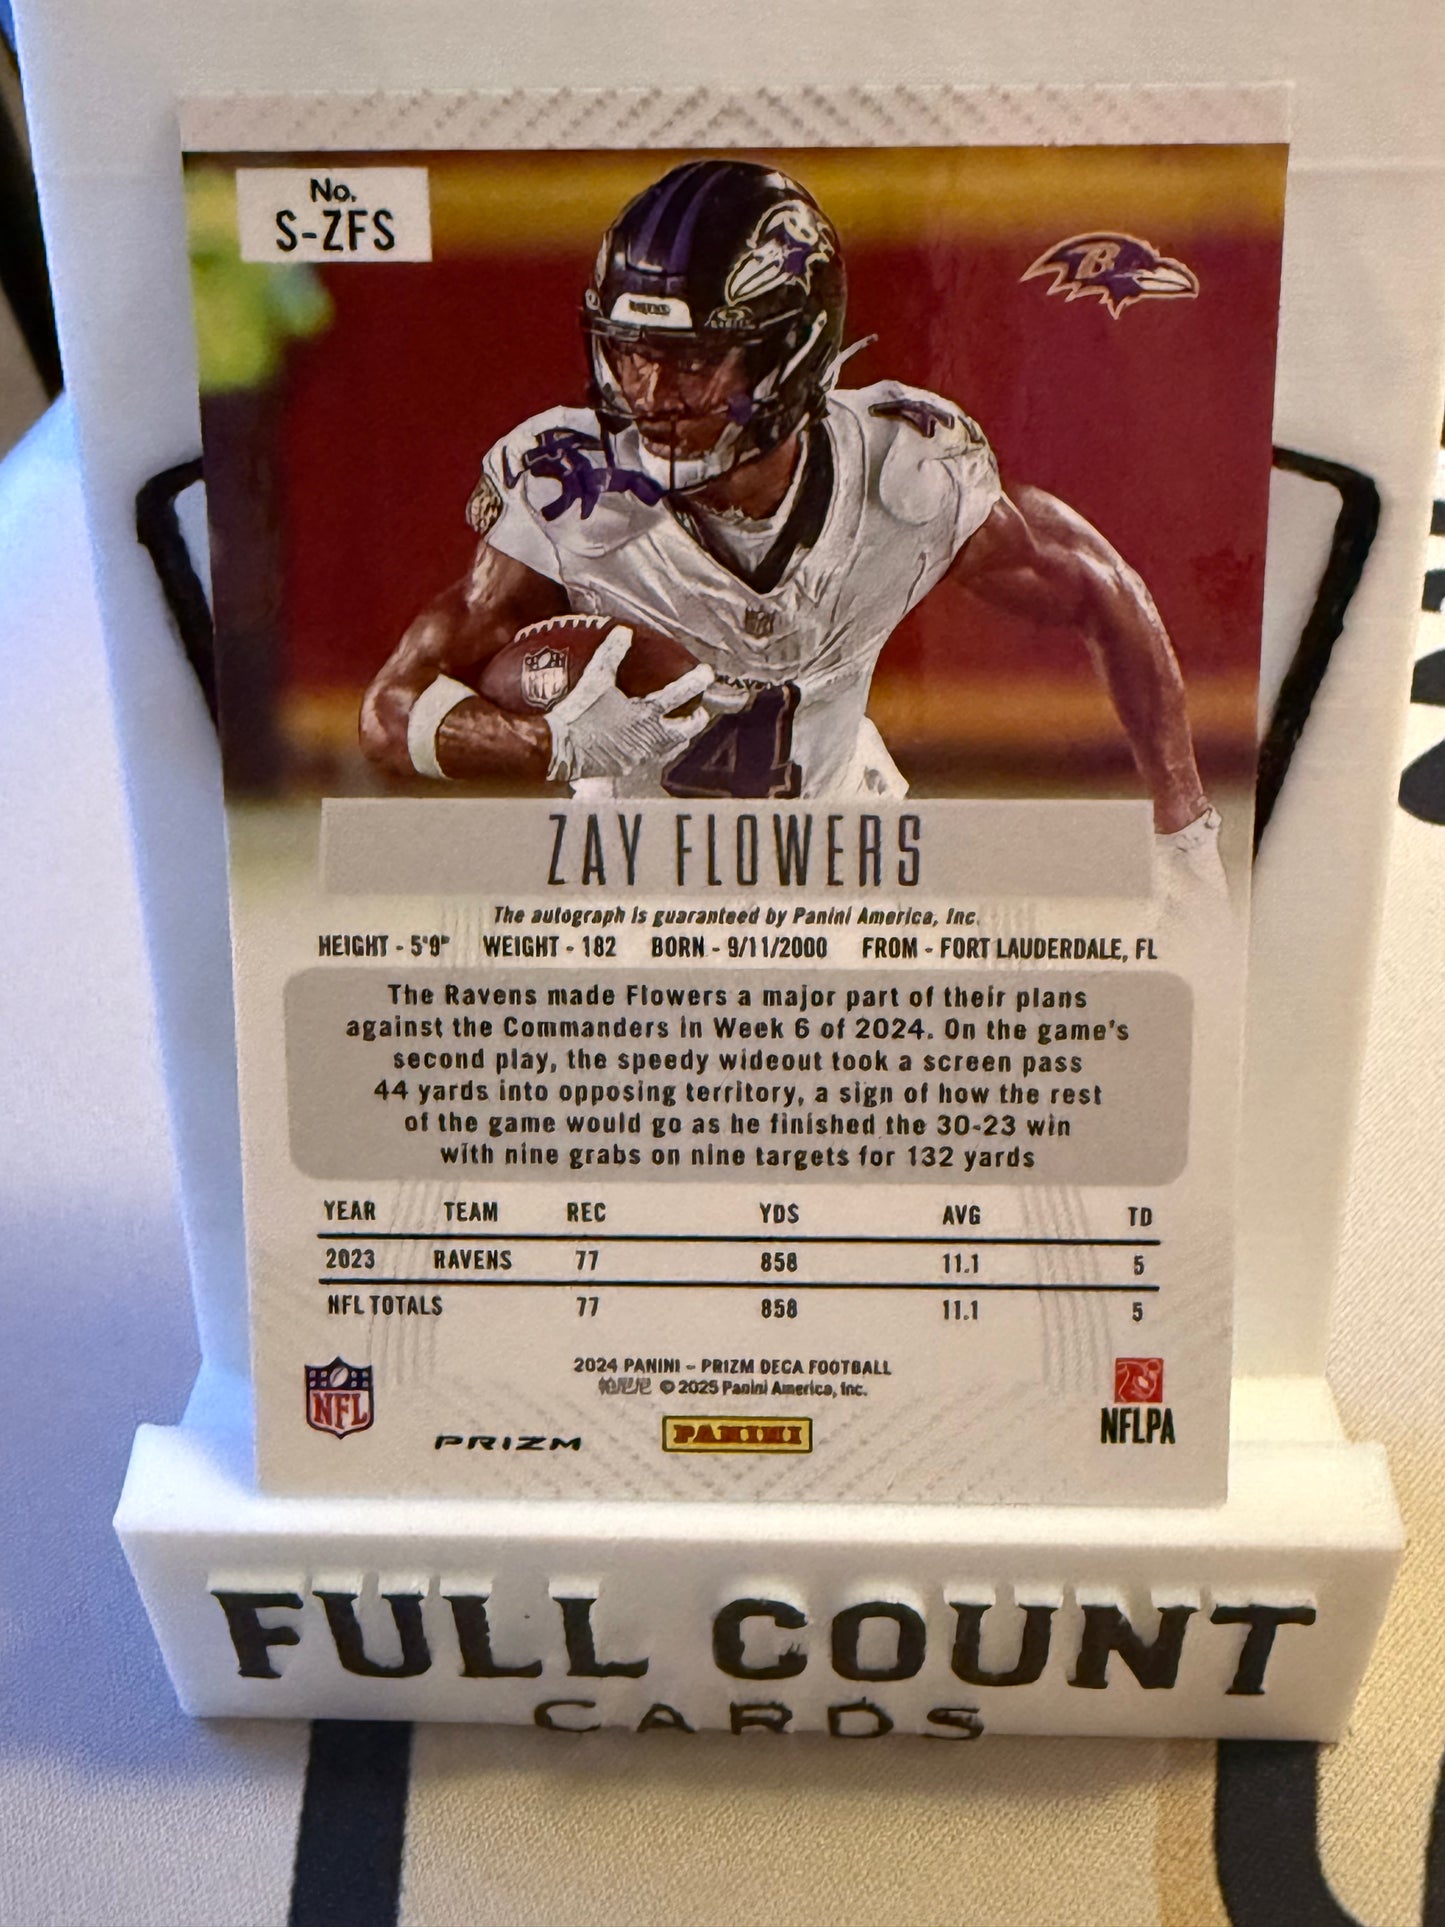 No.
S-ZFS
RAVENS
NFL
RAVENS
4
ZAY FLOWERS
The autograph is guaranteed by Panini America, Inc.
HEIGHT - 5'9" WEIGHT - 182 BORN - 9/11/2000 FROM - FORT LAUDERDALE, FL
The Ravens made Flowers a major part of their plans
against the Commanders in Week 6 of 2024. On the game's
second play, the speedy wideout took a screen pass
44 yards into opposing territory, a sign of how the rest
of the game would go as he finished the 30-23 win
with nine grabs on nine targets for 132 yards
YEAR TEAM REC YDS AVG TD
2023 RAVENS 77 858 11.1 5
NFL TOTALS 77 858 11.1 5
2024 PANINI – PRIZM DECA FOOTBALL
帕尼尼 © 2025 Panini America, Inc.
NFL
PRIZM
PANINI
NFLPA
FULL COUNT
CARDS